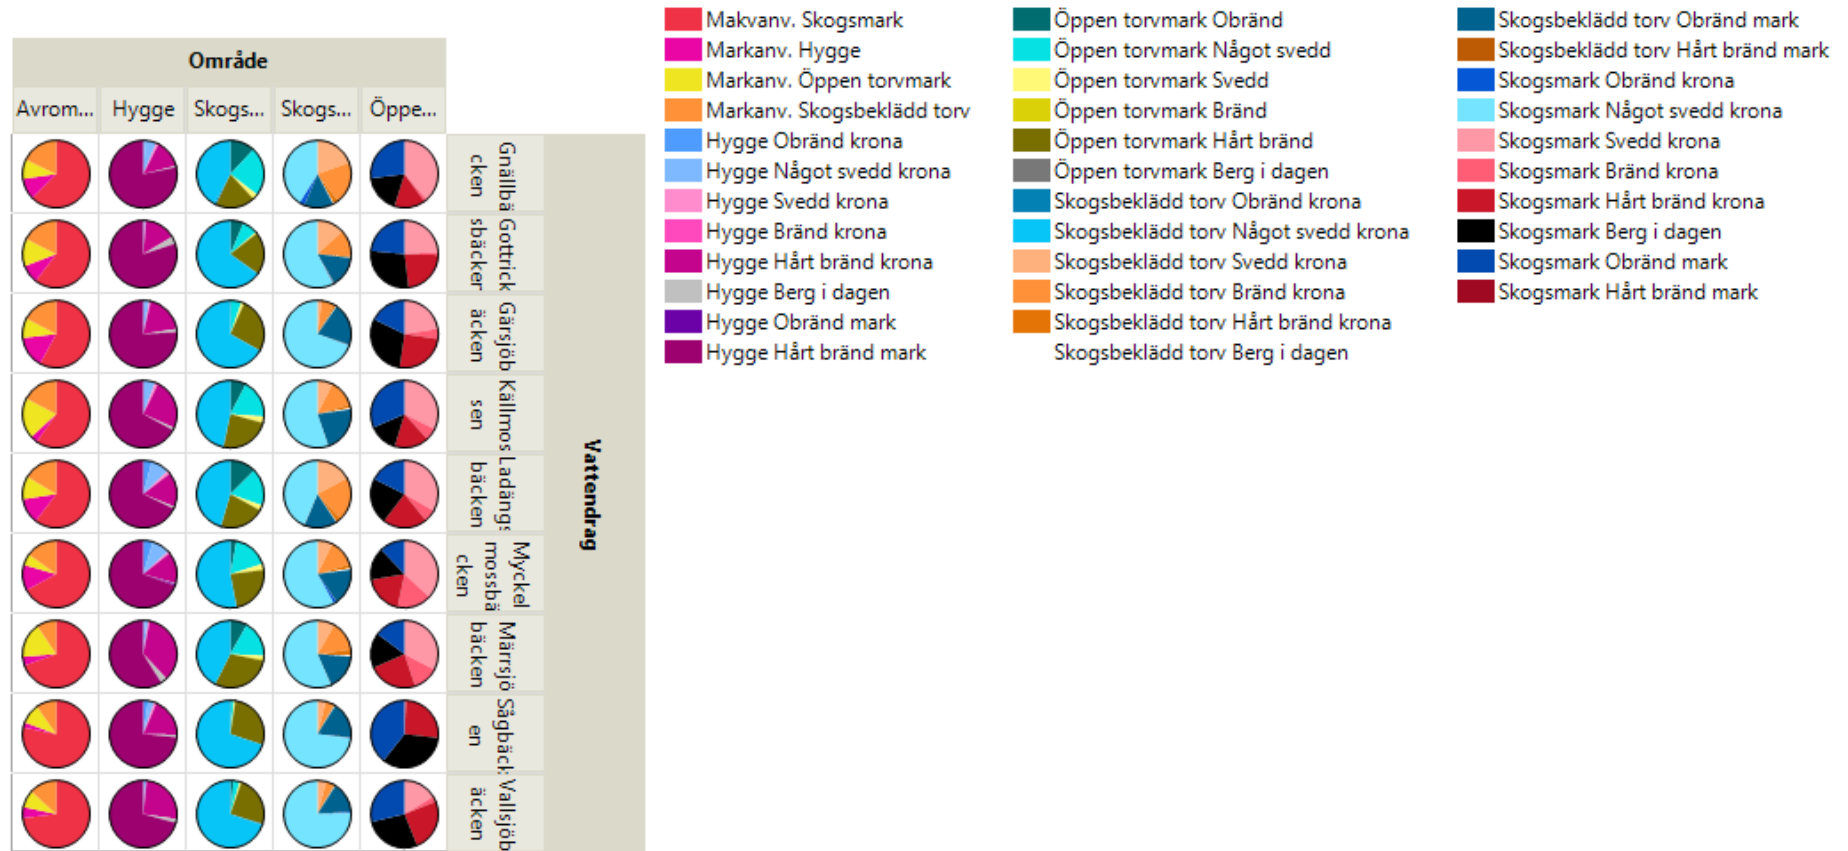 Område
Avrom...
Hygge
Skogs...
Skogs...
Öppe...
Gnällbä
cken
Gottrick
sbäcken
Gärsjöb
äcken
Källmos
sen
Ladängs
bäcken
Myckel
mossbä
cken
Märrsjö
bäcken
Sågbäck
en
Vallsjöb
äcken
Vattendrag
Makvanv. Skogsmark
Markanv. Hygge
Markanv. Öppen torvmark
Markanv. Skogsbeklädd torv
Hygge Obränd krona
Hygge Något svedd krona
Hygge Svedd krona
Hygge Bränd krona
Hygge Hårt bränd krona
Hygge Berg i dagen
Hygge Obränd mark
Hygge Hårt bränd mark
Öppen torvmark Obränd
Öppen torvmark Något svedd
Öppen torvmark Svedd
Öppen torvmark Bränd
Öppen torvmark Hårt bränd
Öppen torvmark Berg i dagen
Skogsbeklädd torv Obränd krona
Skogsbeklädd torv Något svedd krona
Skogsbeklädd torv Svedd krona
Skogsbeklädd torv Bränd krona
Skogsbeklädd torv Hårt bränd krona
Skogsbeklädd torv Berg i dagen
Skogsbeklädd torv Obränd mark
Skogsbeklädd torv Hårt bränd mark
Skogsmark Obränd krona
Skogsmark Något svedd krona
Skogsmark Svedd krona
Skogsmark Bränd krona
Skogsmark Hårt bränd krona
Skogsmark Berg i dagen
Skogsmark Obränd mark
Skogsmark Hårt bränd mark